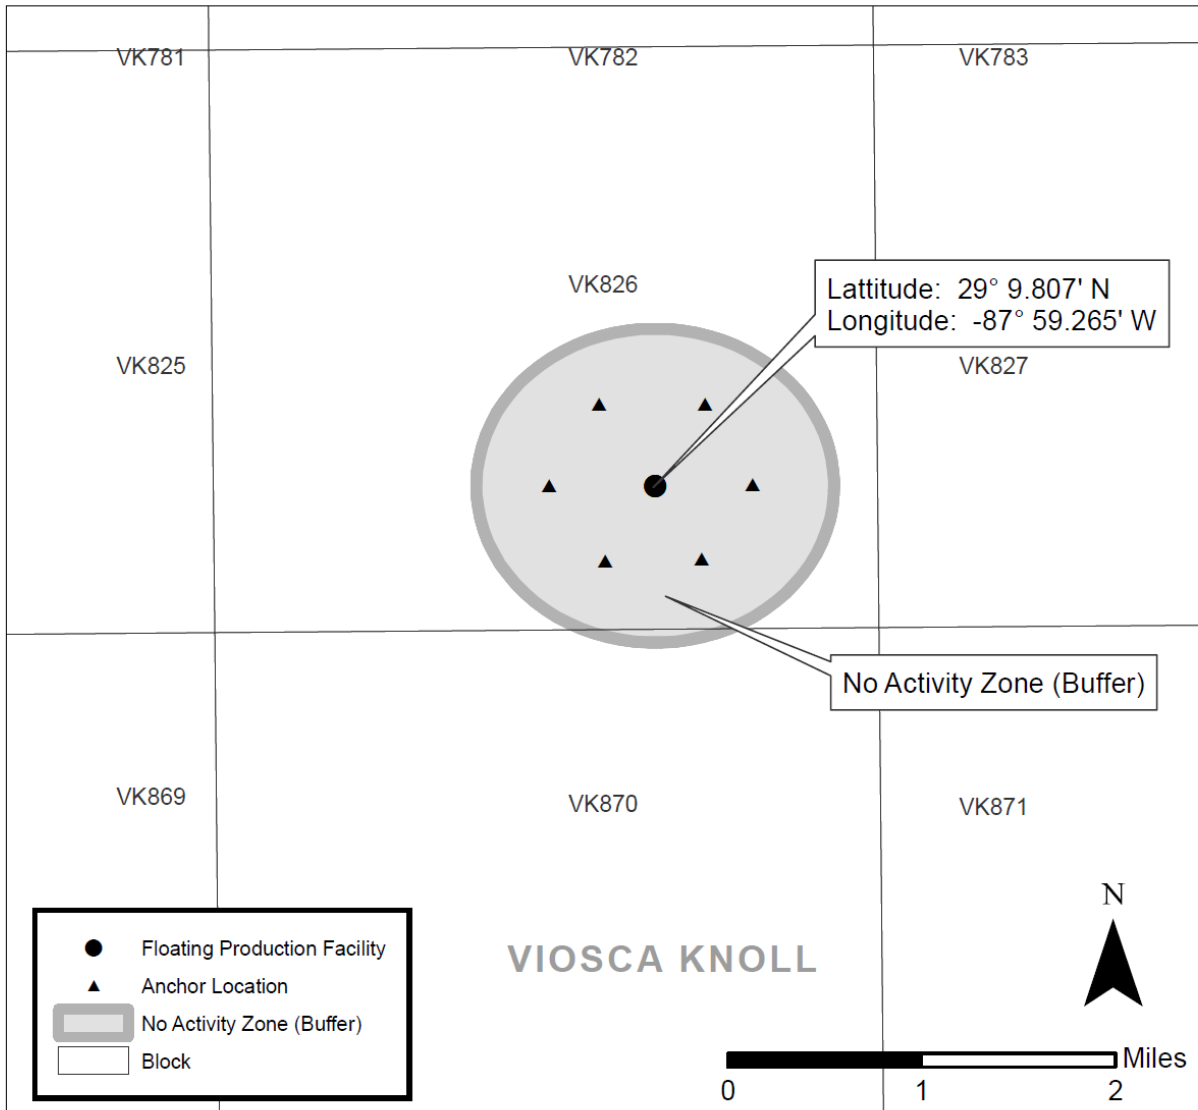 VK781
VK782
VK783
VK826
Lattitude:  29° 9.807' N
Longitude:  -87° 59.265' W
VK825
VK827
No Activity Zone (Buffer)
VK869
VK870
VK871
N
VIOSCA KNOLL
Floating Production Facility
Anchor Location
No Activity Zone (Buffer)
Block
Miles
0 1 2